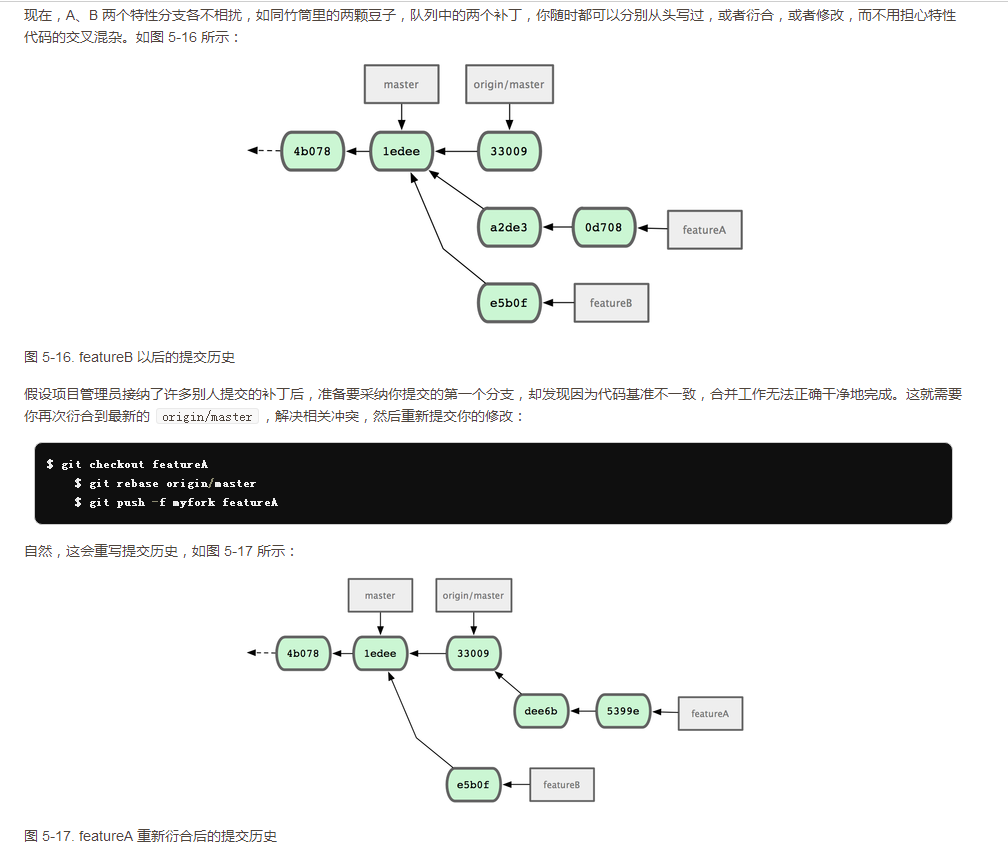 现在，A、B 两个特性分支各不相扰，如同竹筒里的两颗豆子，队列中的两个补丁，你随时都可以分别从头写过，或者衍合，或者修改，而不用担心特性
代码的交叉混杂。如图 5-16 所示：
master
origin/master
4b078
1edee
33009
a2de3
0d708
featureA
e5b0f
featureB
图 5-16. featureB 以后的提交历史
假设项目管理员接纳了许多别人提交的补丁后，准备要采纳你提交的第一个分支，却发现因为代码基准不一致，合并工作无法正确干净地完成。这就需要
你再次衍合到最新的 origin/master ，解决相关冲突，然后重新提交你的修改：
$ git checkout featureA
$ git rebase origin/master
$ git push -f myfork featureA
自然，这会重写提交历史，如图 5-17 所示：
master
origin/master
4b078
1edee
33009
dee6b
5399e
featureA
e5b0f
featureB
图 5-17. featureA 重新衍合后的提交历史